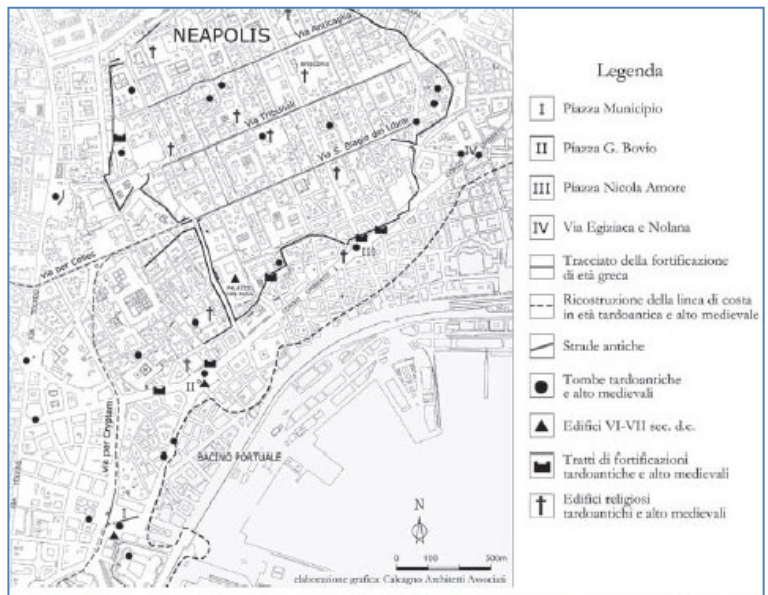 NEAPOLIS
Via Anticaglia
Via Tribunali
Via S. Biagio dei Librai
IV
Via per Colles
III
II
via per Cryptam
BACINO PORTUALE
I
N
0 100 300m
elaborazione grafica: Calcagno Architetti Associati
Legenda
I Piazza Municipio
II Piazza G. Bovio
III Piazza Nicola Amore
IV Via Egiziaca e Nolana
Tracciato della fortificazione
di età greca
Ricostruzione della linea di costa
in età tardoantica e alto medievale
Strade antiche
Tombe tardoantiche
e alto medievali
Edifici VI-VII sec. d.c.
Tratti di fortificazioni
tardoantiche e alto medievali
Edifici religiosi
tardoantichi e alto medievali